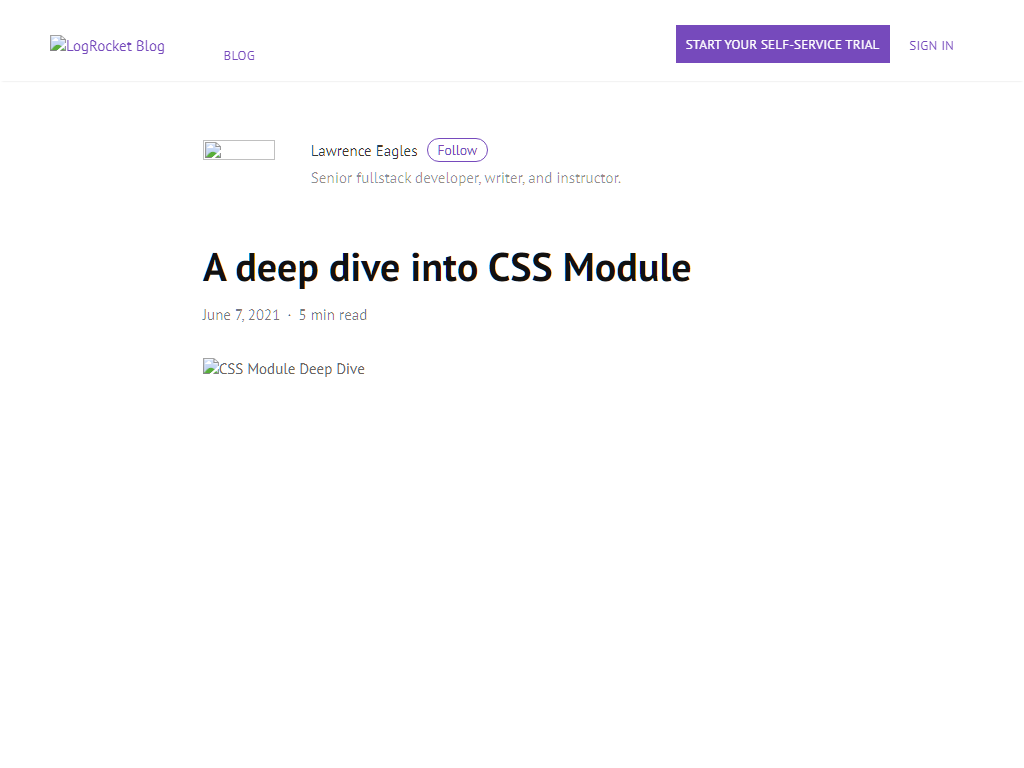 LogRocket Blog
BLOG
START YOUR SELF-SERVICE TRIAL
SIGN IN
Lawrence Eagles
Follow
Senior fullstack developer, writer, and instructor.
A deep dive into CSS Module
June 7, 2021 · 5 min read
CSS Module Deep Dive